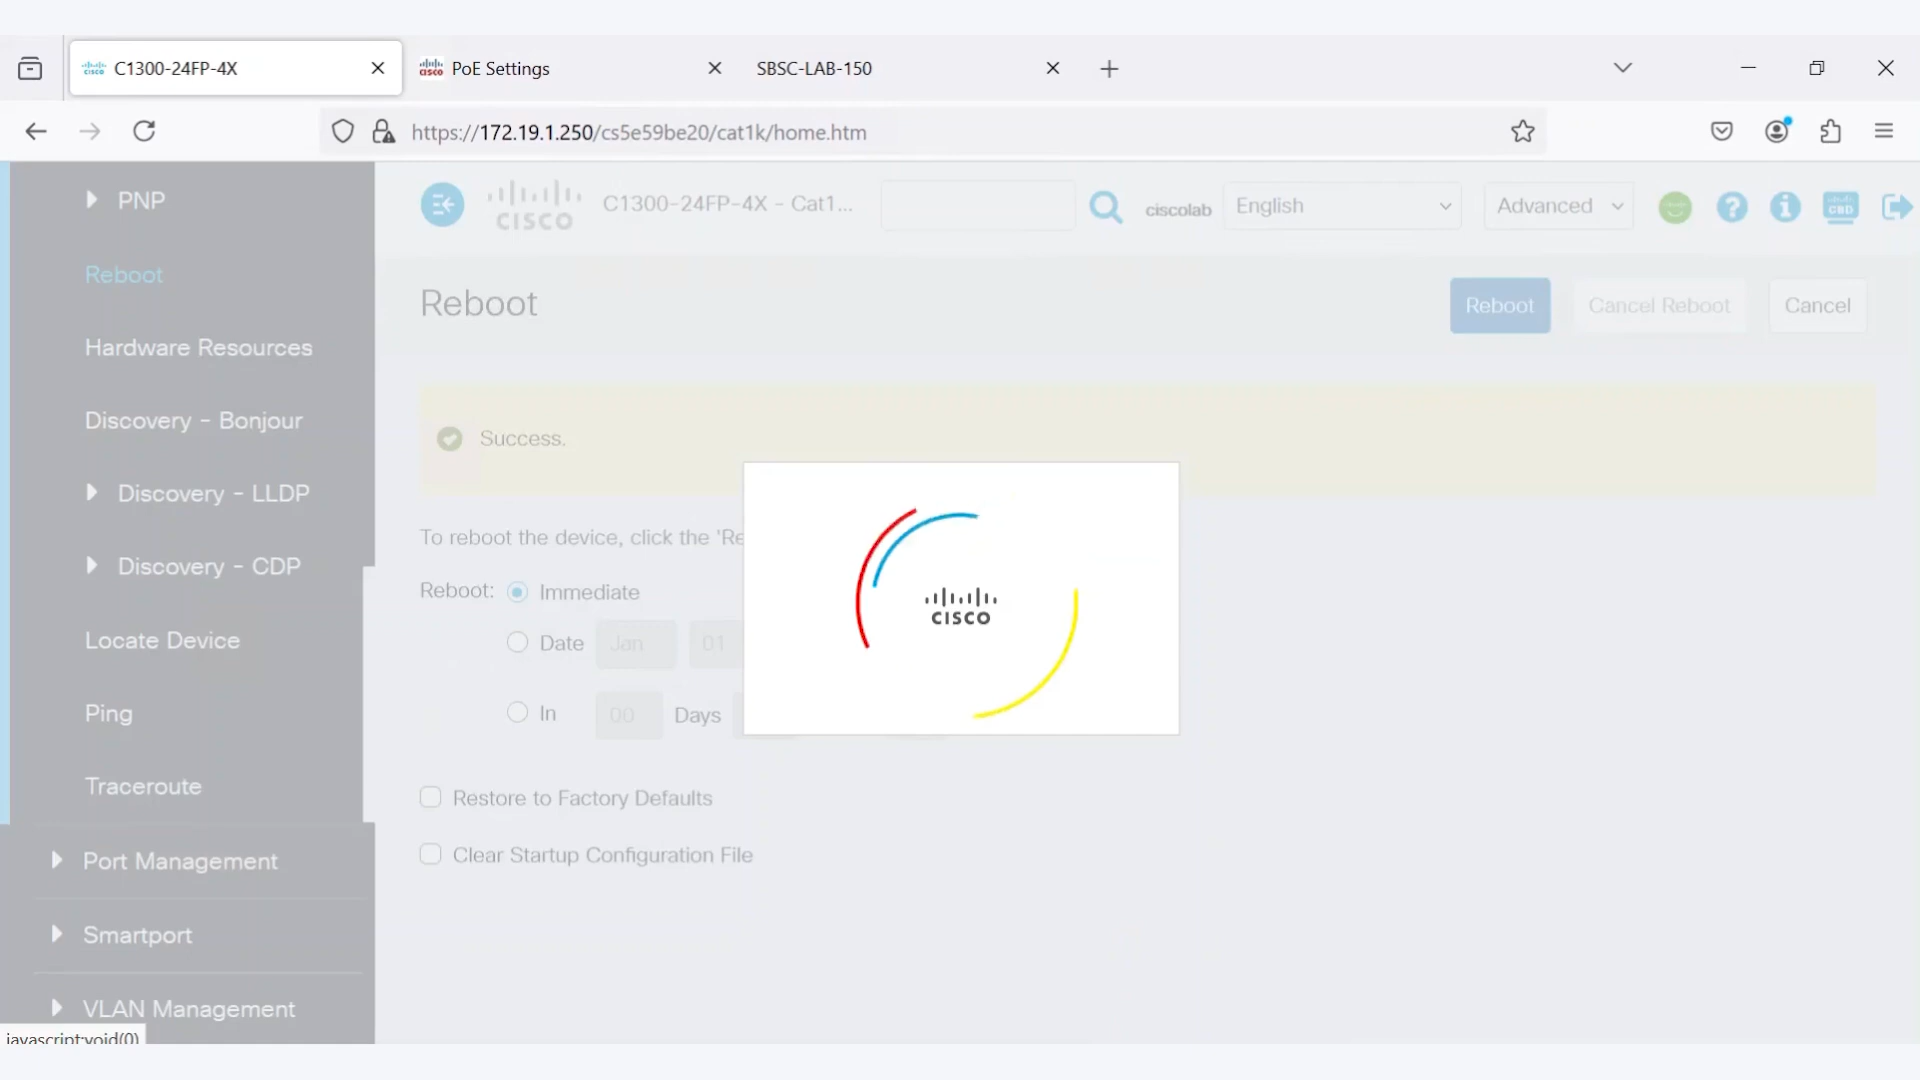 C1300-24FP-4X
cisco PoE Settings
SBSC-LAB-150
https://172.19.1.250/cs5e59be20/cat1k/home.htm
PNP
Reboot
Hardware Resources
Discovery - Bonjour
Discovery - LLDP
Discovery - CDP
Locate Device
Ping
Traceroute
Port Management
Smartport
VLAN Management
javascript:void(0)
CISCO
C1300-24FP-4X - Cat1...
ciscolab
English
Advanced
CBD
Reboot
Reboot
Cancel Reboot
Cancel
Success.
To reboot the device, click the 'Re
Reboot:
Immediate
Date Jan 01
In 00 Days
Restore to Factory Defaults
Clear Startup Configuration File
CISCO